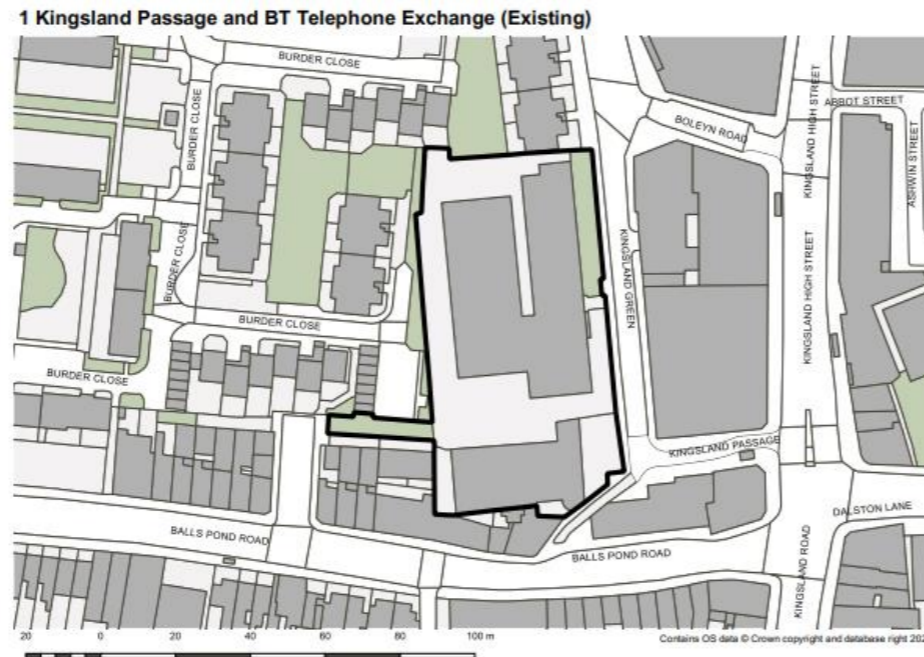 1 Kingsland Passage and BT Telephone Exchange (Existing)
BURDER CLOSE
BURDER CLOSE
KINGSLAND HIGH STREET
ABBOT STREET
ASHWIN STREET
BOLEYN ROAD
BURDER CLOSE
KINGSLAND GREEN
KINGSLAND HIGH STREET
BURDER CLOSE
BURDER CLOSE
KINGSLAND PASSAGE
DALSTON LANE
BALLS POND ROAD
BALLS POND ROAD
KINGSLAND ROAD
20 0 20 40 60 80 100 m
Contains OS data © Crown copyright and database right